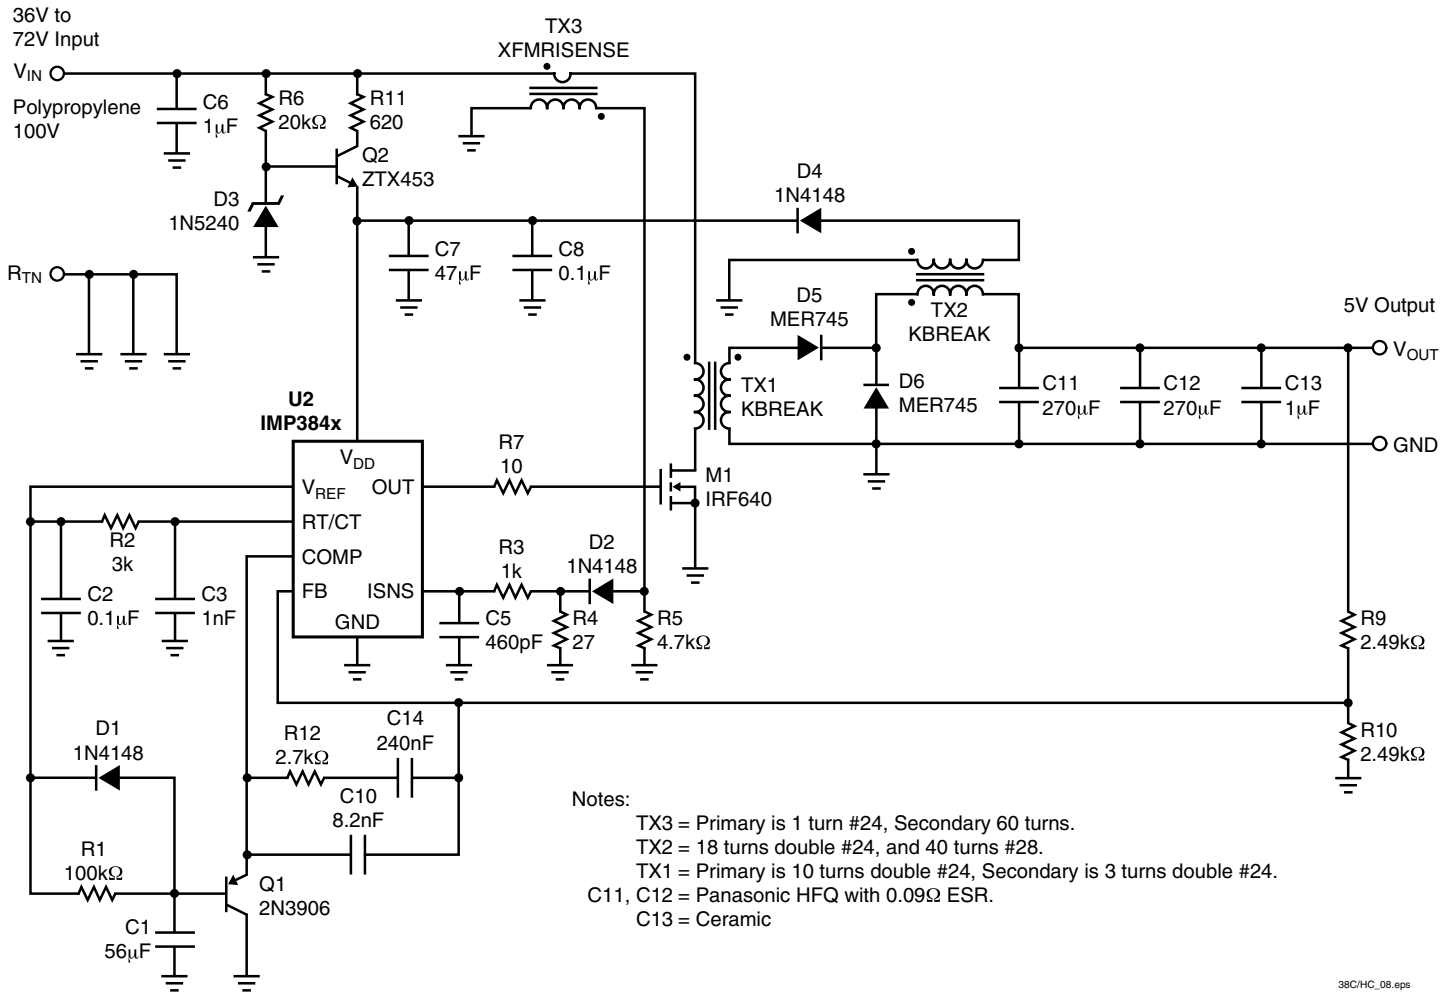 36V to
72V Input
VIN
Polypropylene
100V
C6
1μF
R6
20kΩ
R11
620
TX3
XFMRISENSE
Q2
ZTX453
D3
1N5240
C7
47μF
C8
0.1μF
D4
1N4148
RTN
D5
MER745
TX2
KBREAK
5V Output
VOUT
TX1
KBREAK
D6
MER745
C11
270μF
C12
270μF
C13
1μF
GND
U2
IMP384x
VDD
VREF
OUT
RT/CT
COMP
FB
ISNS
GND
R7
10
M1
IRF640
R2
3k
C2
0.1μF
C3
1nF
R3
1k
D2
1N4148
C5
460pF
R4
27
R5
4.7kΩ
R9
2.49kΩ
R10
2.49kΩ
D1
1N4148
R12
2.7kΩ
C14
240nF
C10
8.2nF
R1
100kΩ
Q1
2N3906
C1
56μF
Notes:
TX3 = Primary is 1 turn #24, Secondary 60 turns.
TX2 = 18 turns double #24, and 40 turns #28.
TX1 = Primary is 10 turns double #24, Secondary is 3 turns double #24.
C11, C12 = Panasonic HFQ with 0.09Ω ESR.
C13 = Ceramic
38C/HC_08.eps